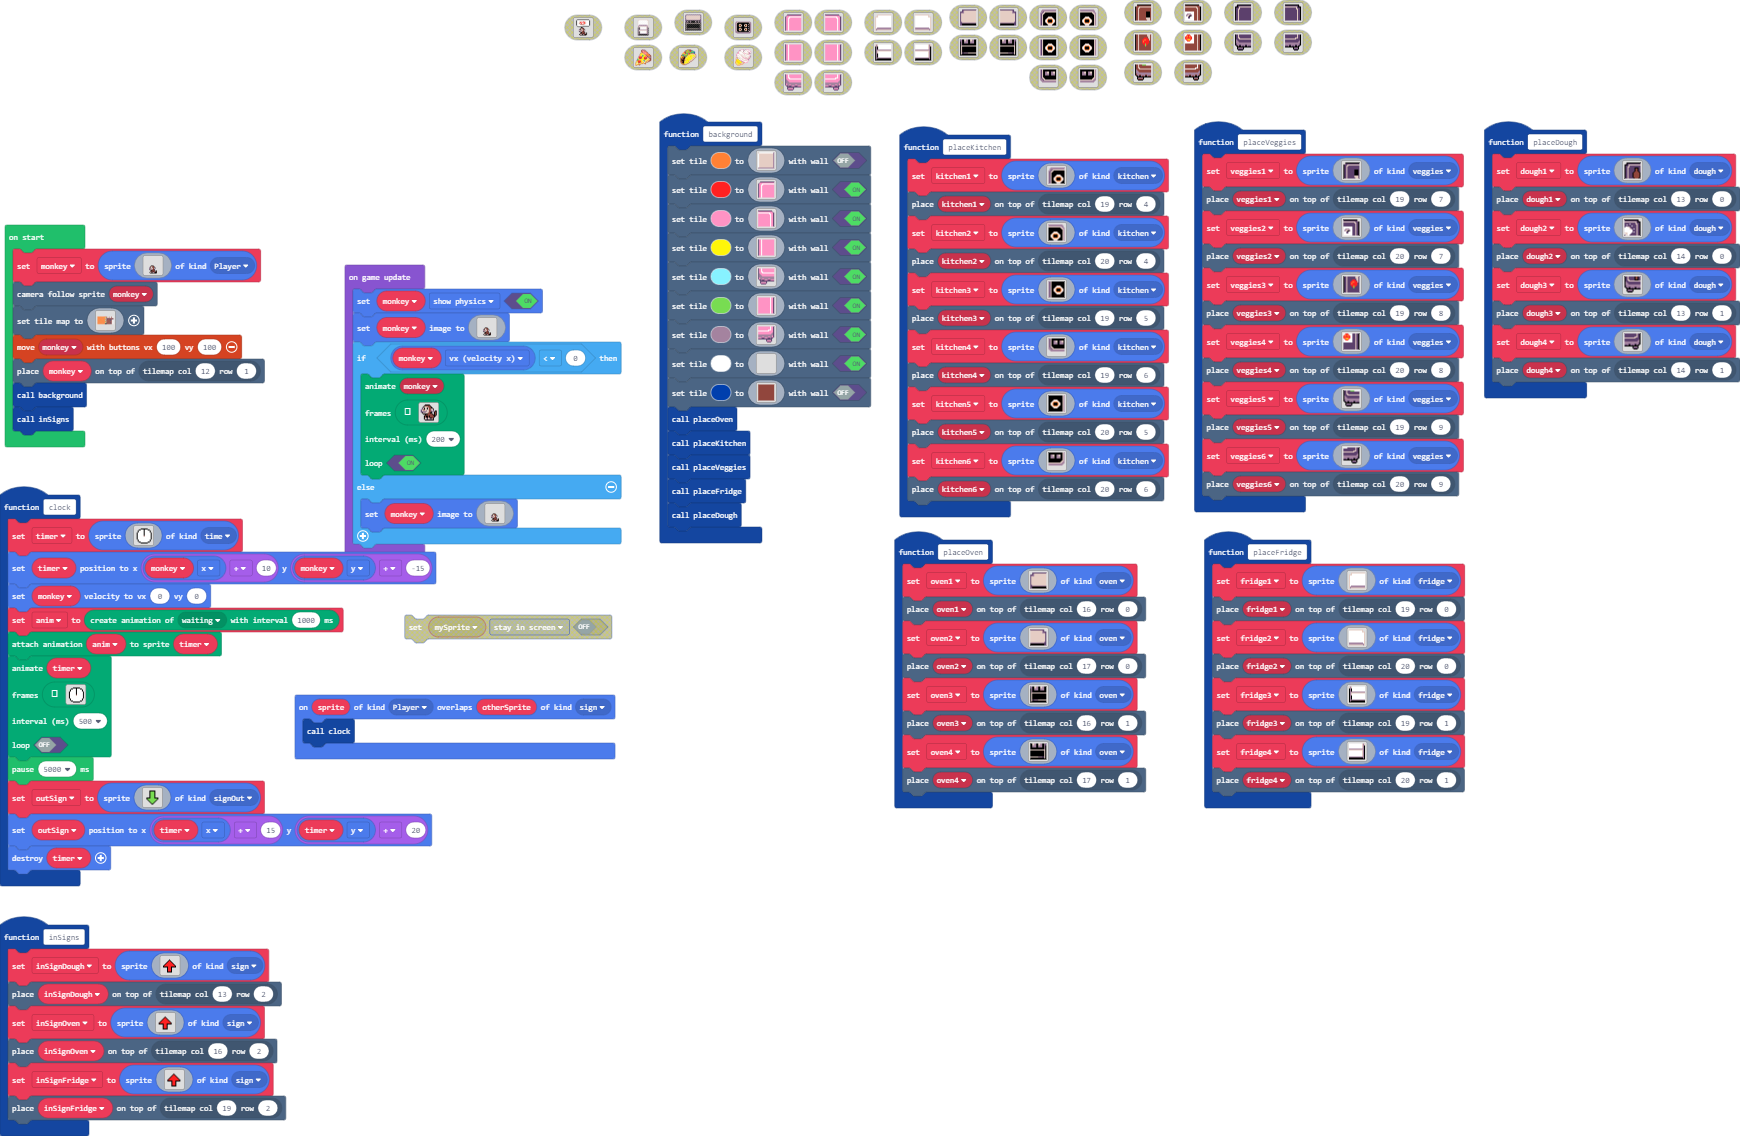 on start
set monkey to sprite of kind Player
camera follow sprite monkey
set tile map to
move monkey with buttons vx 100 vy 100
place monkey on top of tilemap col 12 row 1
call background
call inSigns
function clock
set timer to sprite of kind time
set timer position to x monkey x + 10 y monkey y + -15
set monkey velocity to vx 0 vy 0
set anim to create animation of waiting with interval 1000 ms
attach animation anim to sprite timer
animate timer
frames
interval (ms) 500
loop OFF
pause 5000 ms
set outSign to sprite of kind signOut
set outSign position to x timer x + 15 y timer y + 20
destroy timer
function inSigns
set inSignDough to sprite of kind sign
place inSignDough on top of tilemap col 13 row 2
set inSignOven to sprite of kind sign
place inSignOven on top of tilemap col 16 row 2
set inSignFridge to sprite of kind sign
place inSignFridge on top of tilemap col 19 row 2
on game update
set monkey show physics ON
set monkey image to
if monkey vx (velocity x) < 0 then
animate monkey
frames
interval (ms) 200
loop ON
else
set monkey image to
set mySprite stay in screen OFF
on sprite of kind Player overlaps otherSprite of kind sign
call clock
function background
set tile to with wall OFF
set tile to with wall ON
set tile to with wall ON
set tile to with wall ON
set tile to with wall ON
set tile to with wall ON
set tile to with wall ON
set tile to with wall ON
set tile to with wall OFF
call placeOven
call placeKitchen
call placeVeggies
call placeFridge
call placeDough
function placeKitchen
set kitchen1 to sprite of kind kitchen
place kitchen1 on top of tilemap col 19 row 4
set kitchen2 to sprite of kind kitchen
place kitchen2 on top of tilemap col 20 row 4
set kitchen3 to sprite of kind kitchen
place kitchen3 on top of tilemap col 19 row 5
set kitchen4 to sprite of kind kitchen
place kitchen4 on top of tilemap col 19 row 6
set kitchen5 to sprite of kind kitchen
place kitchen5 on top of tilemap col 20 row 5
set kitchen6 to sprite of kind kitchen
place kitchen6 on top of tilemap col 20 row 6
function placeOven
set oven1 to sprite of kind oven
place oven1 on top of tilemap col 16 row 0
set oven2 to sprite of kind oven
place oven2 on top of tilemap col 17 row 0
set oven3 to sprite of kind oven
place oven3 on top of tilemap col 16 row 1
set oven4 to sprite of kind oven
place oven4 on top of tilemap col 17 row 1
function placeVeggies
set veggies1 to sprite of kind veggies
place veggies1 on top of tilemap col 19 row 7
set veggies2 to sprite of kind veggies
place veggies2 on top of tilemap col 20 row 7
set veggies3 to sprite of kind veggies
place veggies3 on top of tilemap col 19 row 8
set veggies4 to sprite of kind veggies
place veggies4 on top of tilemap col 20 row 8
set veggies5 to sprite of kind veggies
place veggies5 on top of tilemap col 19 row 9
set veggies6 to sprite of kind veggies
place veggies6 on top of tilemap col 20 row 9
function placeFridge
set fridge1 to sprite of kind fridge
place fridge1 on top of tilemap col 19 row 0
set fridge2 to sprite of kind fridge
place fridge2 on top of tilemap col 20 row 0
set fridge3 to sprite of kind fridge
place fridge3 on top of tilemap col 19 row 1
set fridge4 to sprite of kind fridge
place fridge4 on top of tilemap col 20 row 1
function placeDough
set dough1 to sprite of kind dough
place dough1 on top of tilemap col 13 row 0
set dough2 to sprite of kind dough
place dough2 on top of tilemap col 14 row 0
set dough3 to sprite of kind dough
place dough3 on top of tilemap col 13 row 1
set dough4 to sprite of kind dough
place dough4 on top of tilemap col 14 row 1